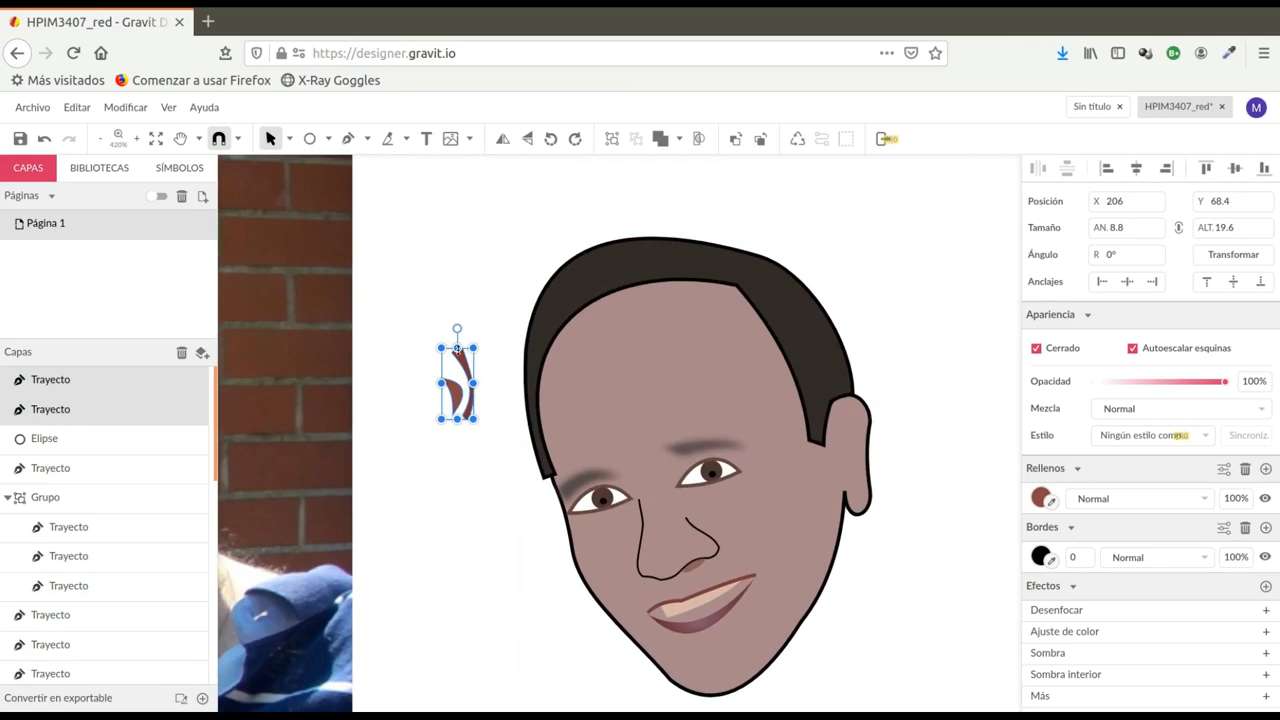 HPIM3407_red - Gravit D
https://designer.gravit.io
Más visitados Comenzar a usar Firefox X-Ray Goggles
Archivo Editar Modificar Ver Ayuda
Sin título HPIM3407_red* M
420%
CAPAS BIBLIOTECAS SÍMBOLOS
Páginas
Página 1
Capas
Trayecto
Trayecto
Elipse
Trayecto
Grupo
Trayecto
Trayecto
Trayecto
Trayecto
Trayecto
Trayecto
Convertir en exportable
Posición X 206 Y 68.4
Tamaño AN. 8.8 ALT. 19.6
Ángulo R 0° Transformar
Anclajes
Apariencia
Cerrado Autoescalar esquinas
Opacidad 100%
Mezcla Normal
Estilo Ningún estilo Sincroniz.
Rellenos
Normal 100%
Bordes
0 Normal 100%
Efectos
Desenfocar +
Ajuste de color +
Sombra +
Sombra interior +
Más +